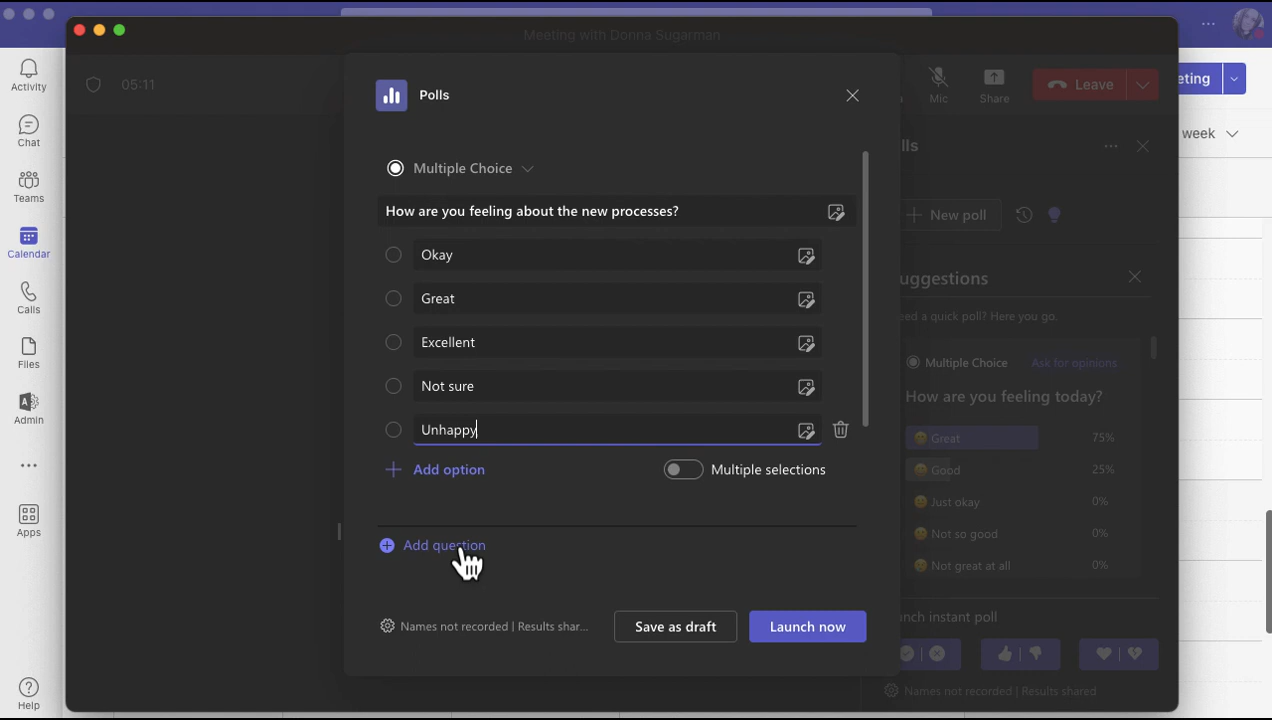 Meeting with Donna Sugarman
05:11
Mic
Share
Leave
eting
Activity
Chat
Teams
Calendar
Calls
Files
Admin
Apps
Help
week
Polls
Multiple Choice
How are you feeling about the new processes?
Okay
Great
Excellent
Not sure
Unhappy
Add option
Multiple selections
Add question
Names not recorded | Results shar...
Save as draft
Launch now
lls
New poll
uggestions
eed a quick poll? Here you go.
Multiple Choice Ask for opinions
How are you feeling today?
Great 75%
Good 25%
Just okay 0%
Not so good 0%
Not great at all 0%
nch instant poll
Names not recorded | Results shared